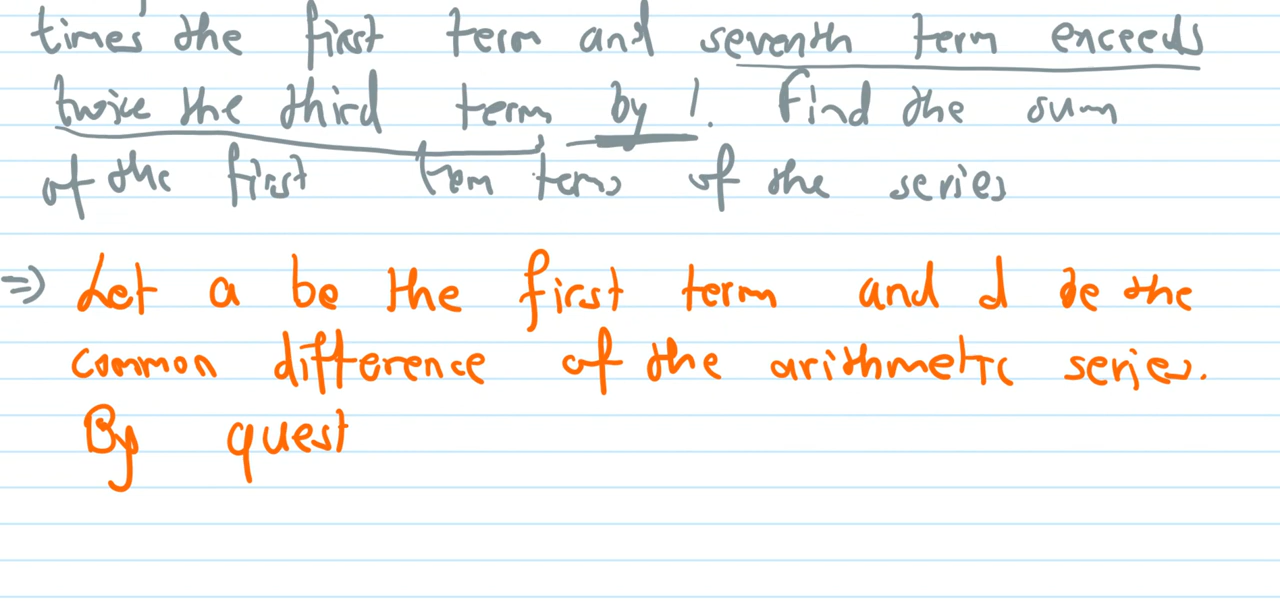 times the first term and seventh term exceeds
twice the third term by 1. Find the sum
of the first tem tems of the series
=> Let a be the first term and d be the
common difference of the arithmetic series.
By quest